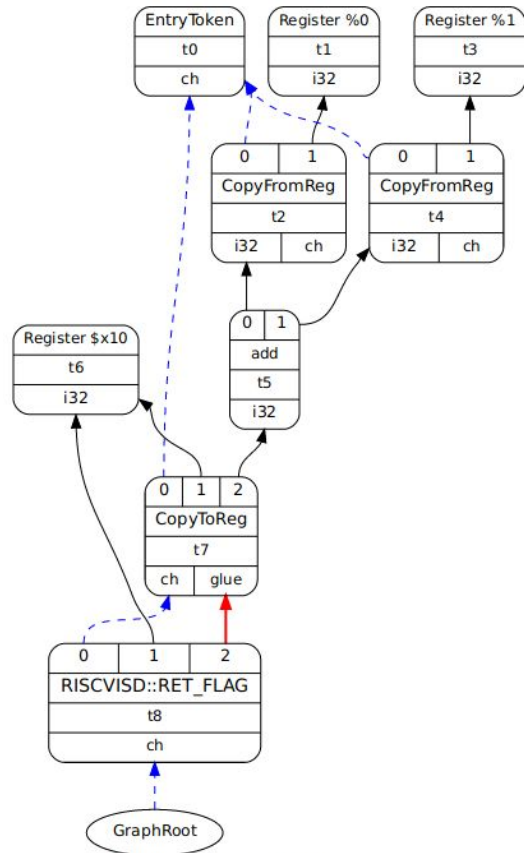 EntryToken
t0
ch
Register %0
t1
i32
Register %1
t3
i32
0 1
CopyFromReg
t2
i32 ch
0 1
CopyFromReg
t4
i32 ch
0 1
add
t5
i32
Register $x10
t6
i32
0 1 2
CopyToReg
t7
ch glue
0 1 2
RISCVISD::RET_FLAG
t8
ch
GraphRoot